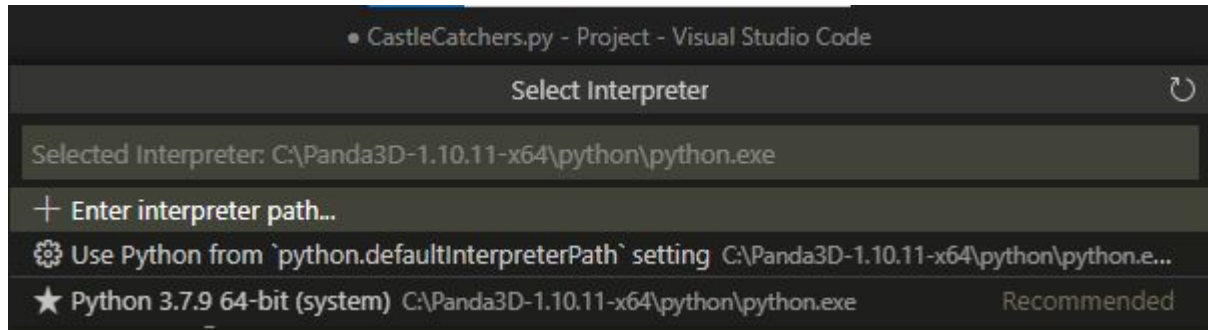 ● CastleCatchers.py - Project - Visual Studio Code
Select Interpreter
Selected Interpreter: C:\Panda3D-1.10.11-x64\python\python.exe
Enter interpreter path...
Use Python from `python.defaultInterpreterPath` setting C:\Panda3D-1.10.11-x64\python\python.e...
Python 3.7.9 64-bit (system) C:\Panda3D-1.10.11-x64\python\python.exe Recommended